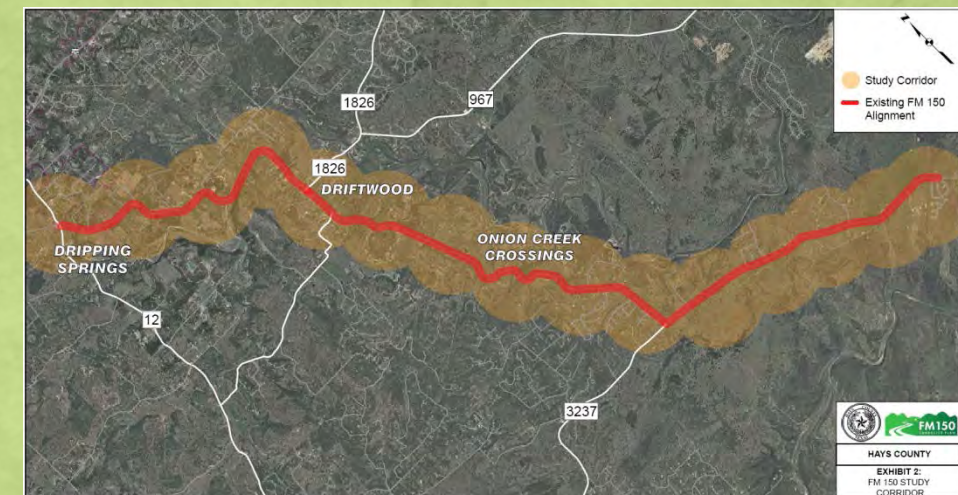 N
Study Corridor
Existing FM 150
Alignment
1826
967
1826
DRIFTWOOD
DRIPPING
SPRINGS
ONION CREEK
CROSSINGS
12
3237
FM150
HAYS COUNTY
EXHIBIT 2:
FM 150 STUDY
CORRIDOR